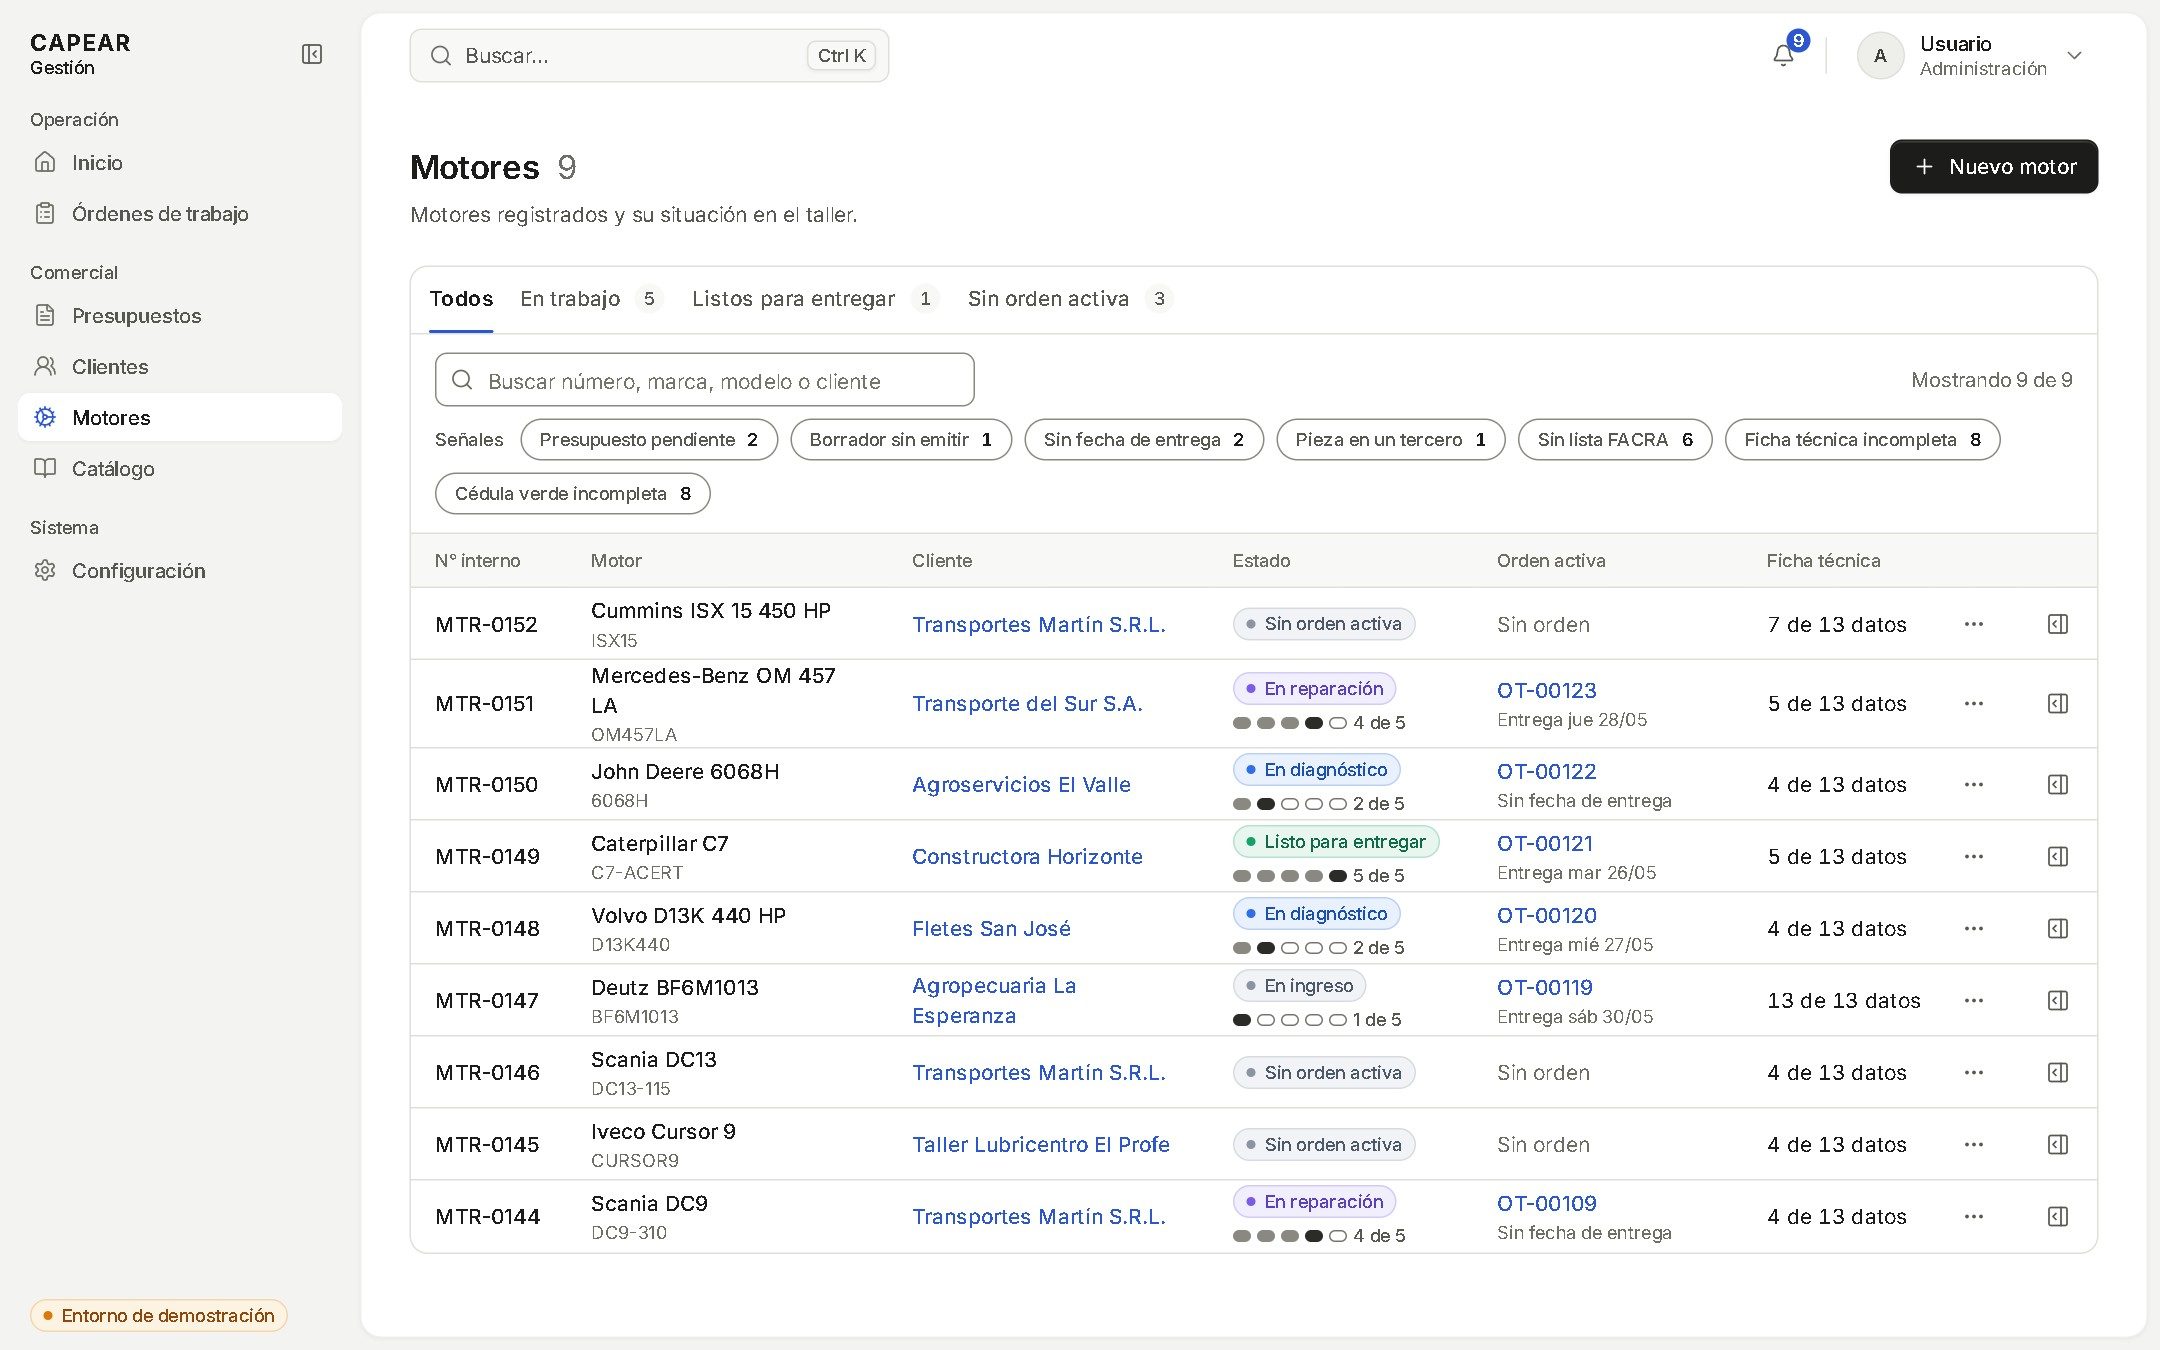 CAPEAR
Gestión
Operación
Inicio
Órdenes de trabajo
Comercial
Presupuestos
Clientes
Motores
Catálogo
Sistema
Configuración
Entorno de demostración
Buscar... Ctrl K
9
A
Usuario
Administración
Motores 9
Motores registrados y su situación en el taller.
+ Nuevo motor
Todos En trabajo 5 Listos para entregar 1 Sin orden activa 3
Buscar número, marca, modelo o cliente
Mostrando 9 de 9
Señales Presupuesto pendiente 2 Borrador sin emitir 1 Sin fecha de entrega 2 Pieza en un tercero 1 Sin lista FACRA 6 Ficha técnica incompleta 8
Cédula verde incompleta 8
N° interno Motor Cliente Estado Orden activa Ficha técnica
MTR-0152
Cummins ISX 15 450 HP
ISX15
Transportes Martín S.R.L.
Sin orden activa
Sin orden
7 de 13 datos
MTR-0151
Mercedes-Benz OM 457
LA
OM457LA
Transporte del Sur S.A.
En reparación
4 de 5
OT-00123
Entrega jue 28/05
5 de 13 datos
MTR-0150
John Deere 6068H
6068H
Agroservicios El Valle
En diagnóstico
2 de 5
OT-00122
Sin fecha de entrega
4 de 13 datos
MTR-0149
Caterpillar C7
C7-ACERT
Constructora Horizonte
Listo para entregar
5 de 5
OT-00121
Entrega mar 26/05
5 de 13 datos
MTR-0148
Volvo D13K 440 HP
D13K440
Fletes San José
En diagnóstico
2 de 5
OT-00120
Entrega mié 27/05
4 de 13 datos
MTR-0147
Deutz BF6M1013
BF6M1013
Agropecuaria La
Esperanza
En ingreso
1 de 5
OT-00119
Entrega sáb 30/05
13 de 13 datos
MTR-0146
Scania DC13
DC13-115
Transportes Martín S.R.L.
Sin orden activa
Sin orden
4 de 13 datos
MTR-0145
Iveco Cursor 9
CURSOR9
Taller Lubricentro El Profe
Sin orden activa
Sin orden
4 de 13 datos
MTR-0144
Scania DC9
DC9-310
Transportes Martín S.R.L.
En reparación
4 de 5
OT-00109
Sin fecha de entrega
4 de 13 datos